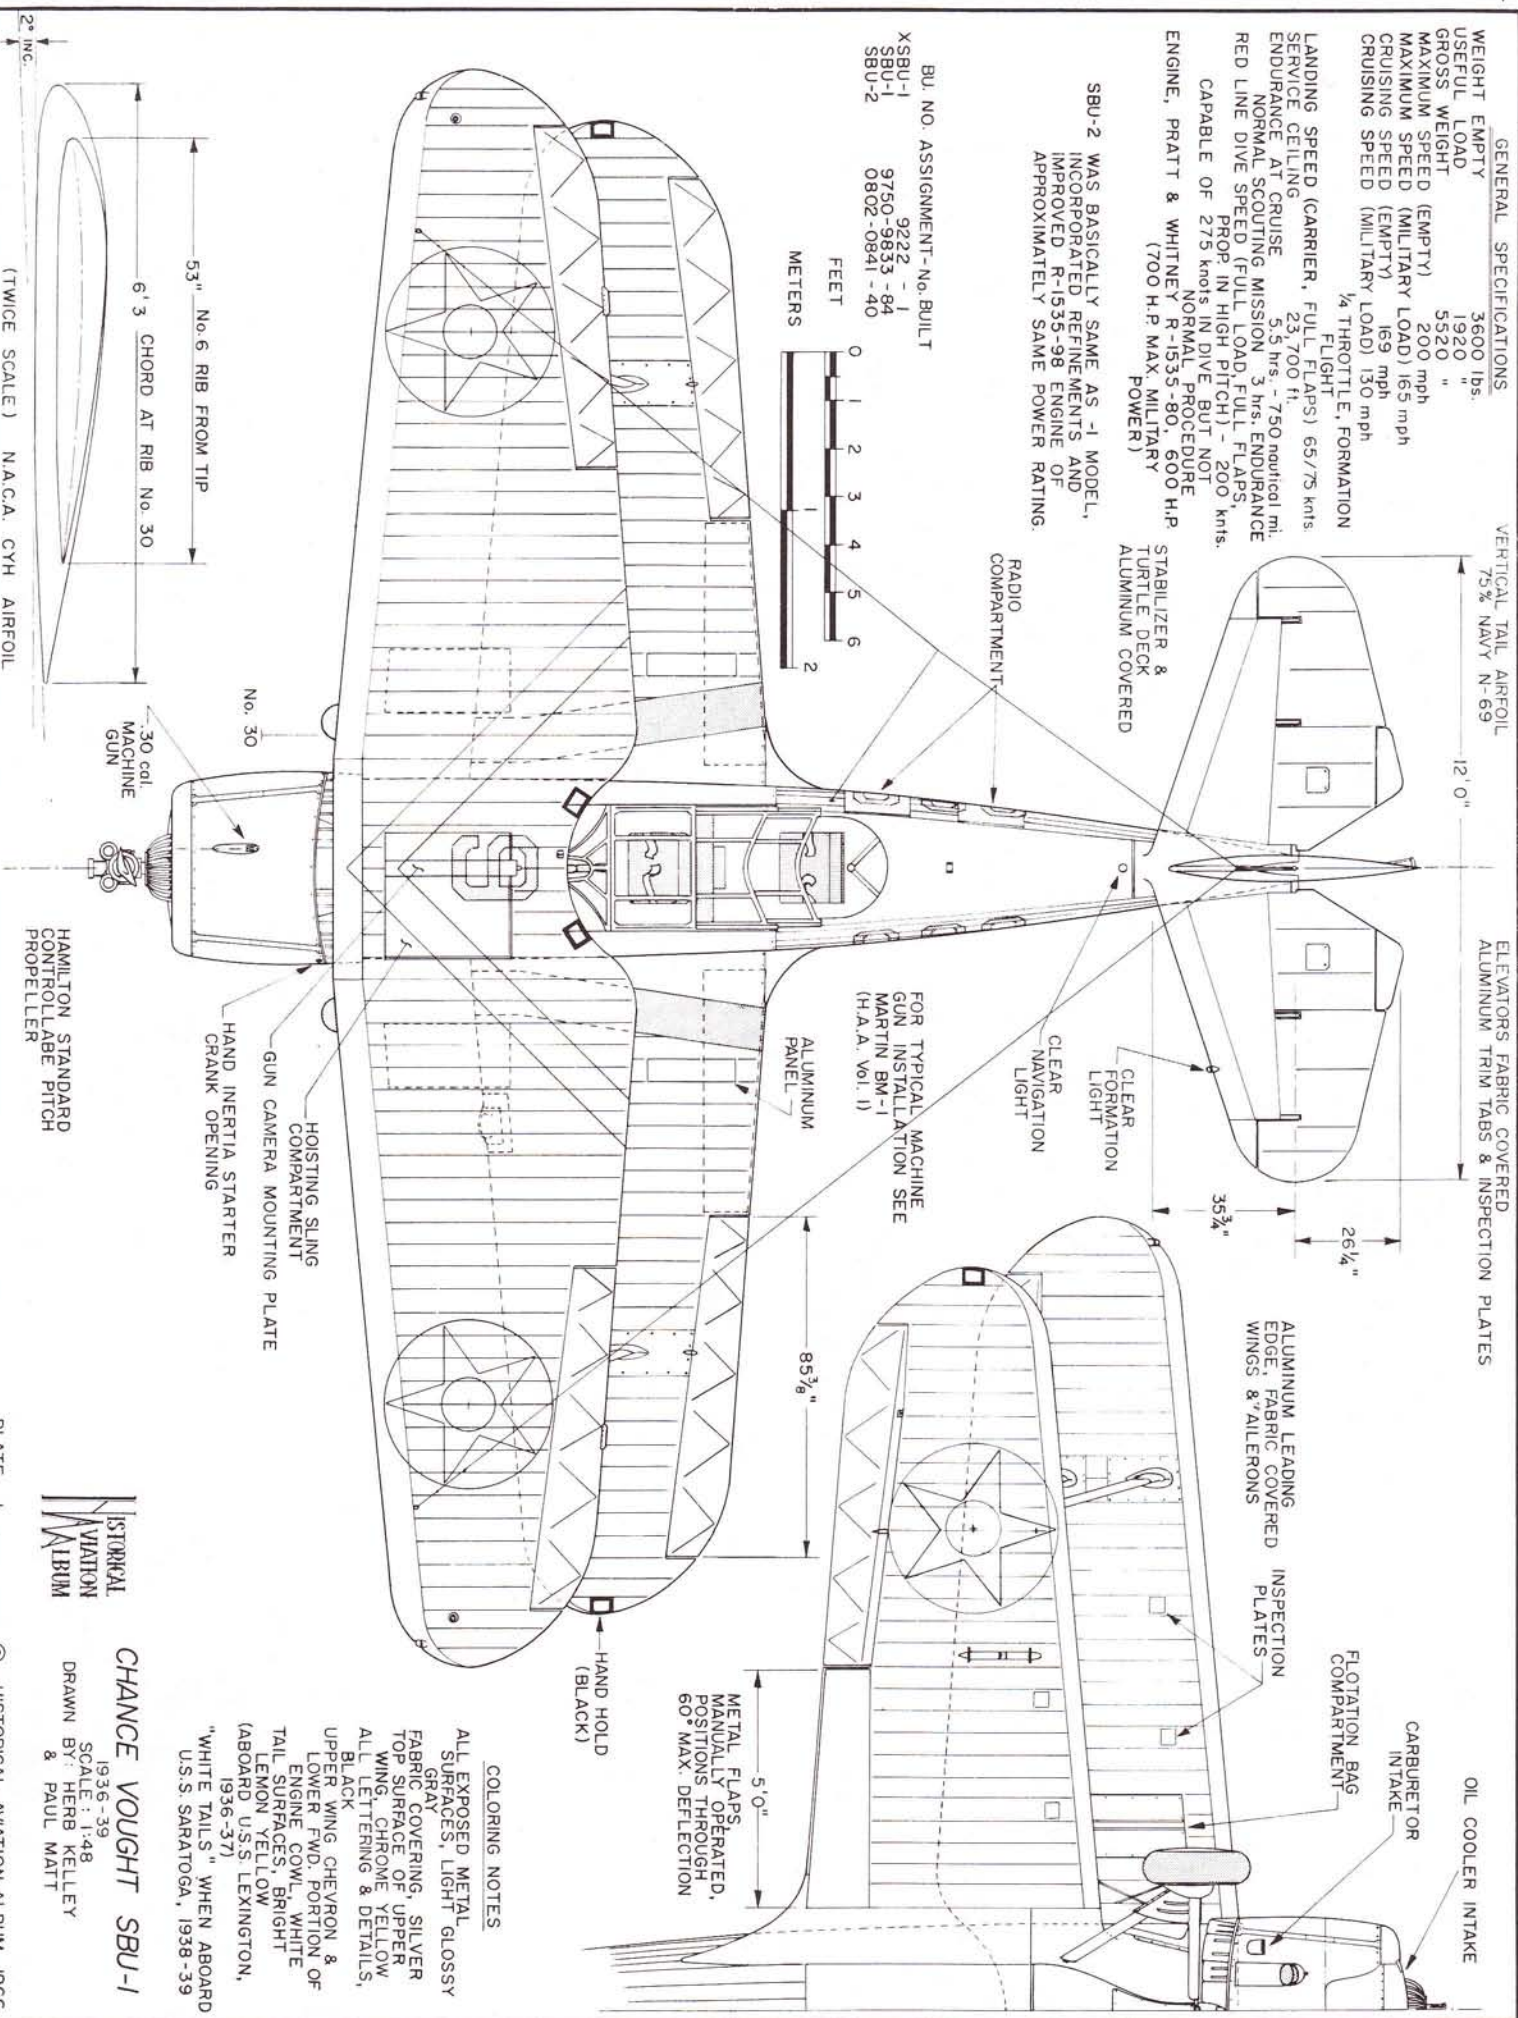 GENERAL SPECIFICATIONS
WEIGHT EMPTY 3600 lbs.
USEFUL LOAD 1920 "
GROSS WEIGHT 5520 "
MAXIMUM SPEED (EMPTY) 200 mph
MAXIMUM SPEED (MILITARY LOAD) 165 mph
CRUISING SPEED (EMPTY) 169 mph
CRUISING SPEED (MILITARY LOAD) 130 mph
¼ THROTTLE, FORMATION
FLIGHT
LANDING SPEED (CARRIER, FULL FLAPS) 65/75 knts.
SERVICE CEILING 23,700 ft.
ENDURANCE AT CRUISE 5.5 hrs. - 750 nautical mi.
NORMAL SCOUTING MISSION 3 hrs. ENDURANCE
RED LINE DIVE SPEED (FULL LOAD, FULL FLAPS,
PROP. IN HIGH PITCH) - 200 knts.
CAPABLE OF 275 knots IN DIVE BUT NOT
NORMAL PROCEDURE
ENGINE, PRATT & WHITNEY R-1535-80, 600 H.P.
(700 H.P. MAX. MILITARY
POWER)
SBU-2 WAS BASICALLY SAME AS -1 MODEL,
INCORPORATED REFINEMENTS AND
IMPROVED R-1535-98 ENGINE OF
APPROXIMATELY SAME POWER RATING.
BU. NO. ASSIGNMENT-No. BUILT
XSBU-1 9222 - 1
SBU-1 9750-9833 - 84
SBU-2 0802-0841 - 40
FEET
0 1 2 3 4 5 6
METERS
1 2
VERTICAL TAIL AIRFOIL
75% NAVY N-69
12' 0"
ELEVATORS FABRIC COVERED
ALUMINUM TRIM TABS & INSPECTION PLATES
STABILIZER &
TURTLE DECK
ALUMINUM COVERED
RADIO
COMPARTMENT
CLEAR
FORMATION
LIGHT
CLEAR
NAVIGATION
LIGHT
35¾"
26¼"
FOR TYPICAL MACHINE
GUN INSTALLATION SEE
MARTIN BM-1
(H.A.A. Vol. 1)
ALUMINUM
PANEL
85⅜"
ALUMINUM LEADING
EDGE, FABRIC COVERED
WINGS & AILERONS
INSPECTION
PLATES
FLOTATION BAG
COMPARTMENT
CARBURETOR
INTAKE
OIL COOLER INTAKE
5' 0"
METAL FLAPS,
MANUALLY OPERATED,
POSITIONS THROUGH
60° MAX. DEFLECTION
HAND HOLD
(BLACK)
2° INC.
53" No. 6 RIB FROM TIP
6' 3 CHORD AT RIB No. 30
(TWICE SCALE) N.A.C.A. CYH AIRFOIL
No. 30
.30 cal.
MACHINE
GUN
HAMILTON STANDARD
CONTROLLABE PITCH
PROPELLER
HOISTING SLING
COMPARTMENT
GUN CAMERA MOUNTING PLATE
HAND INERTIA STARTER
CRANK OPENING
COLORING NOTES
ALL EXPOSED METAL
SURFACES, LIGHT GLOSSY
GRAY
FABRIC COVERING, SILVER
TOP SURFACE OF UPPER
WING, CHROME YELLOW
ALL LETTERING & DETAILS,
BLACK
UPPER WING CHEVRON &
LOWER FWD. PORTION OF
ENGINE COWL, WHITE
TAIL SURFACES, BRIGHT
LEMON YELLOW
(ABOARD U.S.S. LEXINGTON,
1936-37)
"WHITE TAILS" WHEN ABOARD
U.S.S. SARATOGA, 1938-39
HISTORICAL
AVIATION
ALBUM
CHANCE VOUGHT SBU-1
1936-39
SCALE: 1:48
DRAWN BY: HERB KELLEY
& PAUL MATT